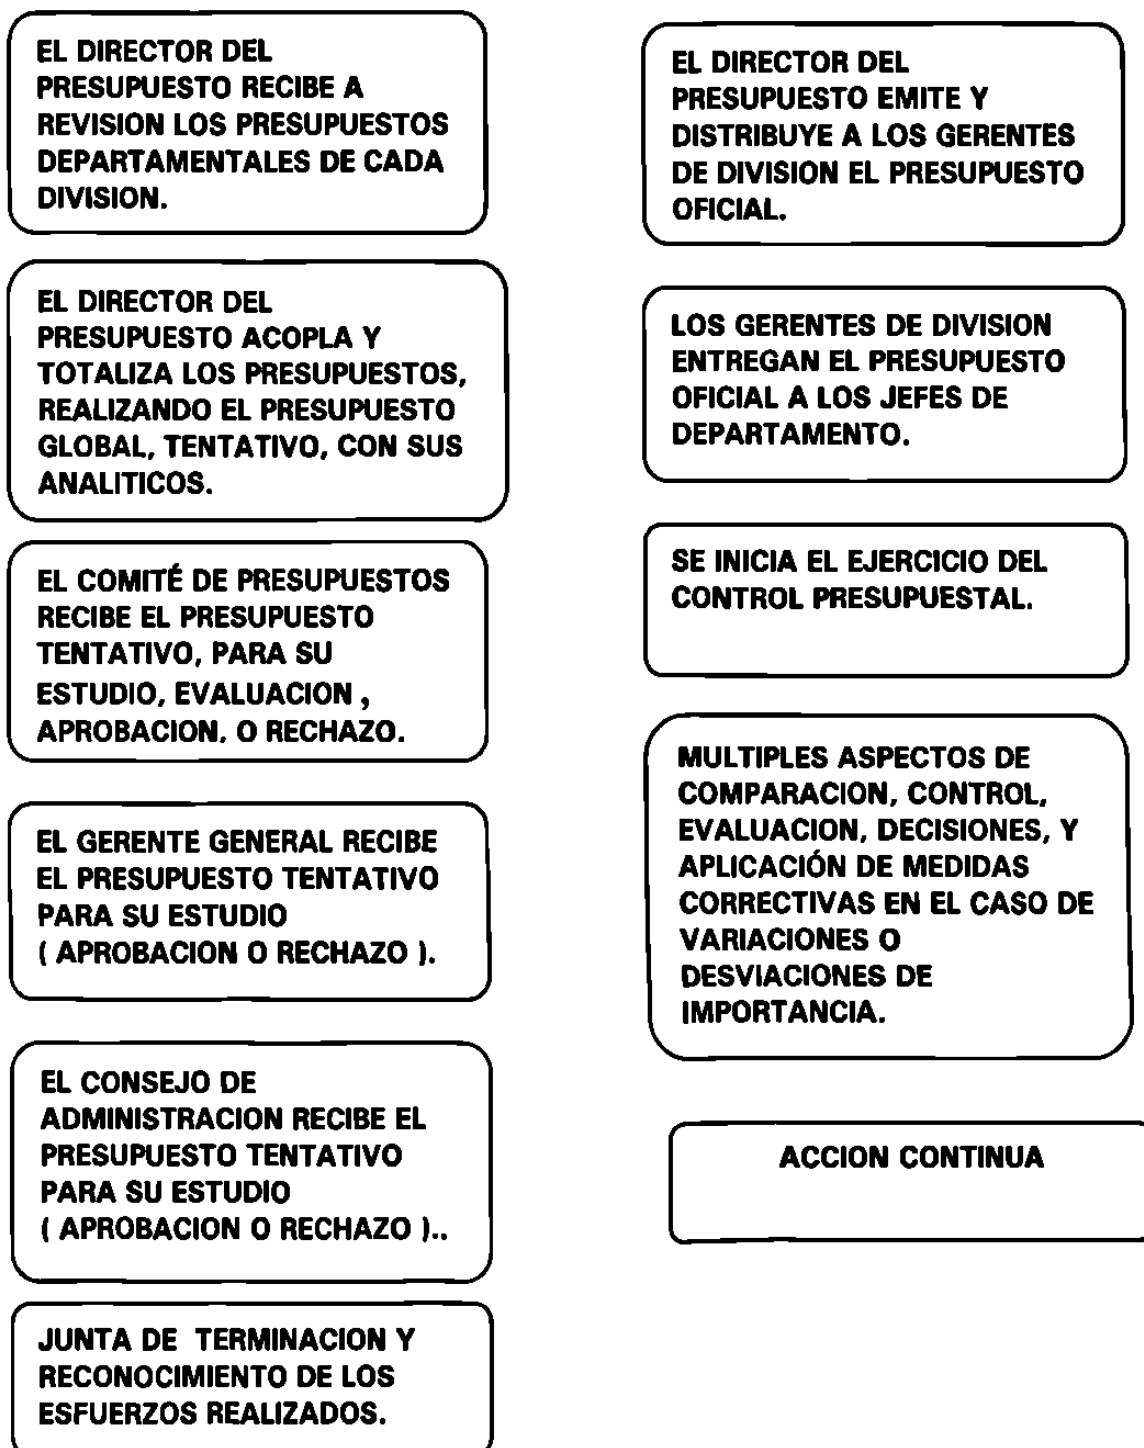 EL DIRECTOR DEL
PRESUPUESTO RECIBE A
REVISION LOS PRESUPUESTOS
DEPARTAMENTALES DE CADA
DIVISION.
EL DIRECTOR DEL
PRESUPUESTO ACOPLA Y
TOTALIZA LOS PRESUPUESTOS,
REALIZANDO EL PRESUPUESTO
GLOBAL, TENTATIVO, CON SUS
ANALITICOS.
EL COMITÉ DE PRESUPUESTOS
RECIBE EL PRESUPUESTO
TENTATIVO, PARA SU
ESTUDIO, EVALUACION ,
APROBACION, O RECHAZO.
EL GERENTE GENERAL RECIBE
EL PRESUPUESTO TENTATIVO
PARA SU ESTUDIO
( APROBACION O RECHAZO ).
EL CONSEJO DE
ADMINISTRACION RECIBE EL
PRESUPUESTO TENTATIVO
PARA SU ESTUDIO
( APROBACION O RECHAZO )..
JUNTA DE TERMINACION Y
RECONOCIMIENTO DE LOS
ESFUERZOS REALIZADOS.
EL DIRECTOR DEL
PRESUPUESTO EMITE Y
DISTRIBUYE A LOS GERENTES
DE DIVISION EL PRESUPUESTO
OFICIAL.
LOS GERENTES DE DIVISION
ENTREGAN EL PRESUPUESTO
OFICIAL A LOS JEFES DE
DEPARTAMENTO.
SE INICIA EL EJERCICIO DEL
CONTROL PRESUPUESTAL.
MULTIPLES ASPECTOS DE
COMPARACION, CONTROL,
EVALUACION, DECISIONES, Y
APLICACIÓN DE MEDIDAS
CORRECTIVAS EN EL CASO DE
VARIACIONES O
DESVIACIONES DE
IMPORTANCIA.
ACCION CONTINUA